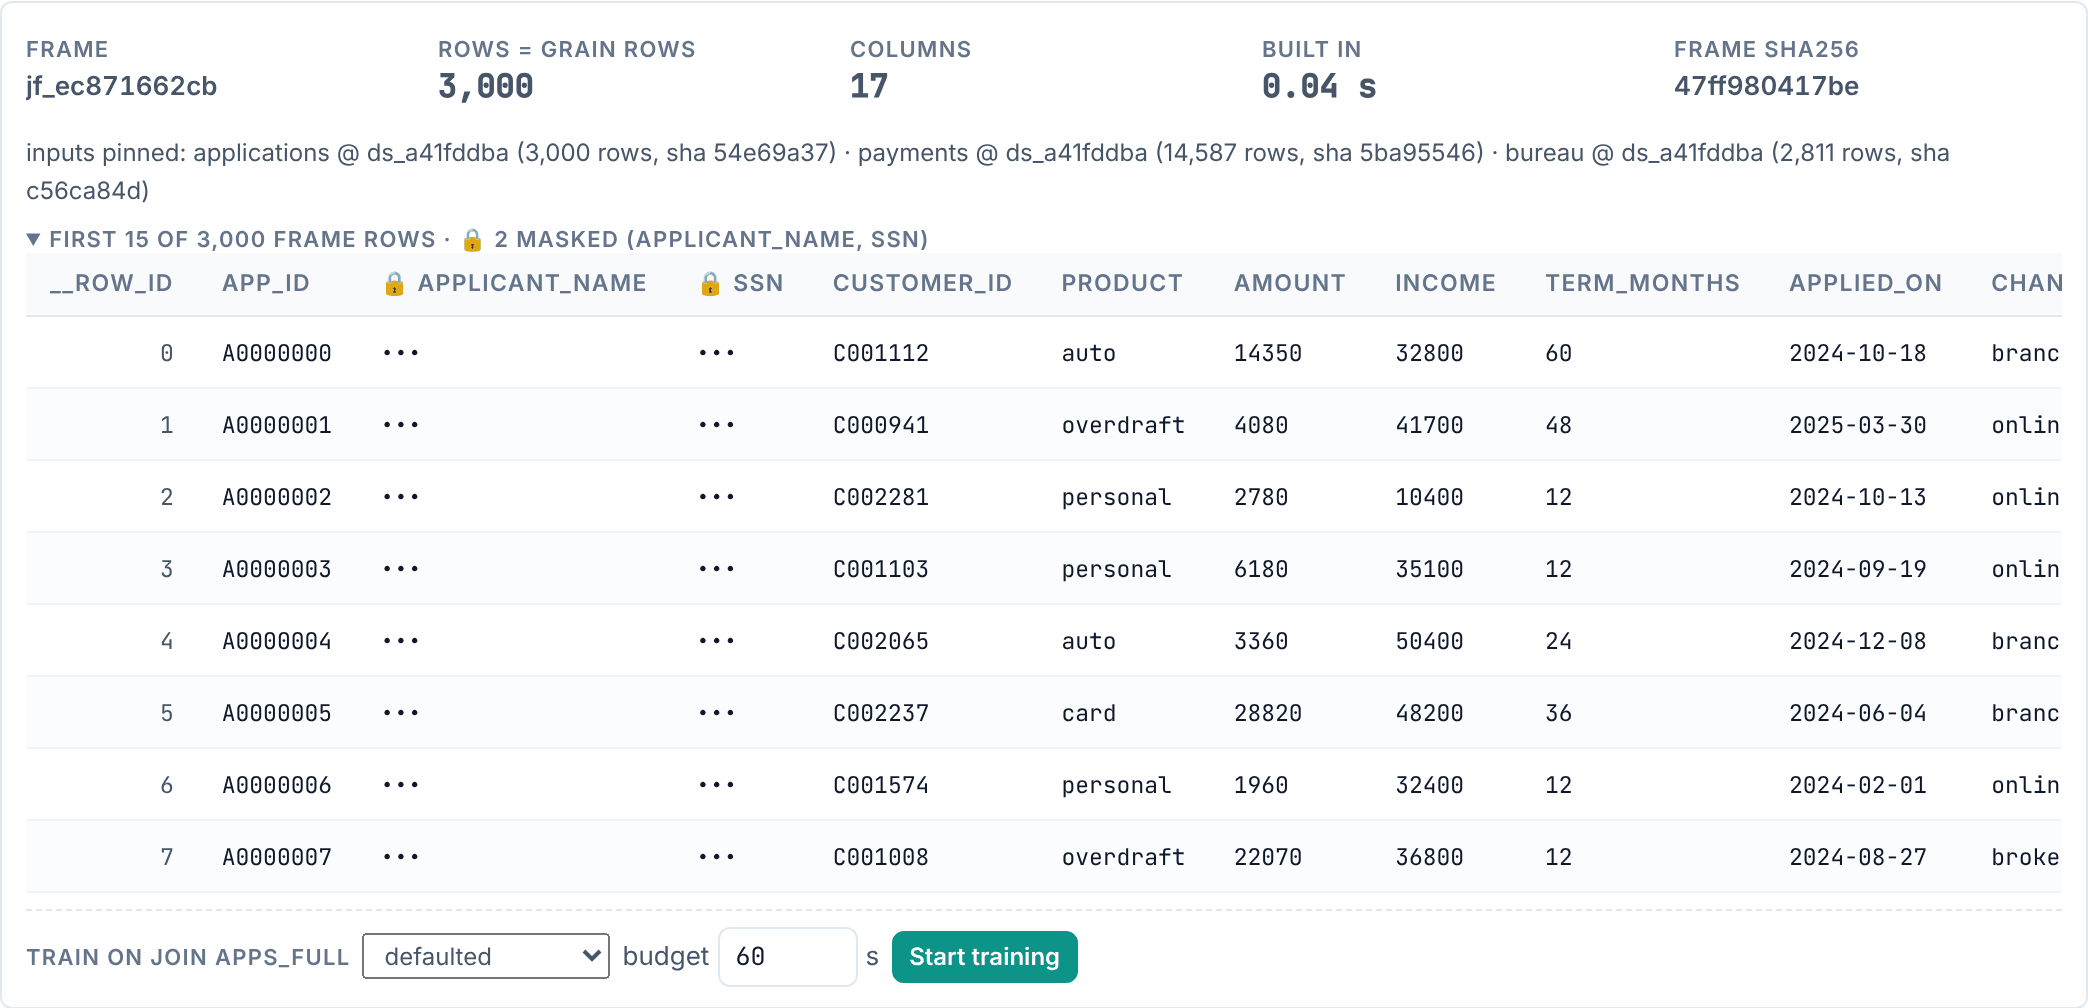 FRAME ROWS = GRAIN ROWS COLUMNS BUILT IN FRAME SHA256
jf_ec871662cb 3,000 17 0.04 s 47ff980417be
inputs pinned: applications @ ds_a41fddba (3,000 rows, sha 54e69a37) · payments @ ds_a41fddba (14,587 rows, sha 5ba95546) · bureau @ ds_a41fddba (2,811 rows, sha
c56ca84d)
▼ FIRST 15 OF 3,000 FRAME ROWS · 🔒 2 MASKED (APPLICANT_NAME, SSN)
__ROW_ID APP_ID 🔒 APPLICANT_NAME 🔒 SSN CUSTOMER_ID PRODUCT AMOUNT INCOME TERM_MONTHS APPLIED_ON CHAN
0 A0000000 ••• ••• C001112 auto 14350 32800 60 2024-10-18 branc
1 A0000001 ••• ••• C000941 overdraft 4080 41700 48 2025-03-30 onlin
2 A0000002 ••• ••• C002281 personal 2780 10400 12 2024-10-13 onlin
3 A0000003 ••• ••• C001103 personal 6180 35100 12 2024-09-19 onlin
4 A0000004 ••• ••• C002065 auto 3360 50400 24 2024-12-08 branc
5 A0000005 ••• ••• C002237 card 28820 48200 36 2024-06-04 branc
6 A0000006 ••• ••• C001574 personal 1960 32400 12 2024-02-01 onlin
7 A0000007 ••• ••• C001008 overdraft 22070 36800 12 2024-08-27 broke
TRAIN ON JOIN APPS_FULL defaulted budget 60 s Start training